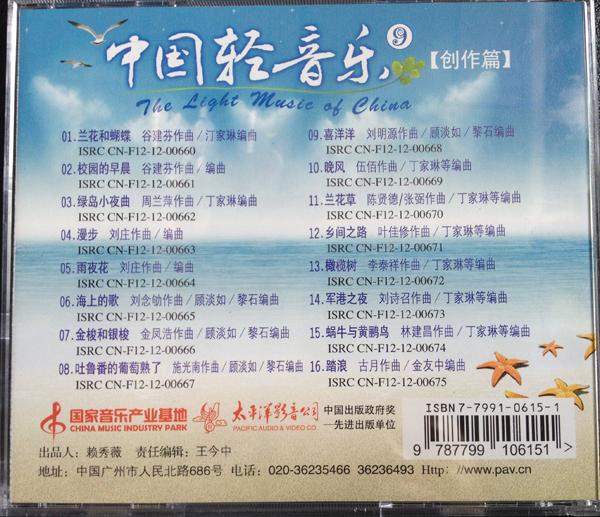 中国轻音乐 9 【创作篇】
The Light Music of China
01.兰花和蝴蝶 谷建芬作曲/汀家琳编曲
ISRC CN-F12-12-00660
02.校园的早晨 谷建芬作曲/编曲
ISRC CN-F12-12-00661
03.绿岛小夜曲 周兰萍作曲/丁家琳编曲
ISRC CN-F12-12-00662
04.漫步 刘庄作曲/编曲
ISRC CN-F12-12-00663
05.雨夜花 刘庄作曲/编曲
ISRC CN-F12-12-00664
06.海上的歌 刘念劬作曲/顾淡如/黎石编曲
ISRC CN-F12-12-00665
07.金梭和银梭 金凤浩作曲/顾淡如/黎石编曲
ISRC CN-F12-12-00666
08.吐鲁番的葡萄熟了 施光南作曲/顾淡如/黎石编曲
ISRC CN-F12-12-00667
09.喜洋洋 刘明源作曲/顾淡如/黎石编曲
ISRC CN-F12-12-00668
10.晚风 伍佰作曲/丁家琳等编曲
ISRC CN-F12-12-00669
11.兰花草 陈贤德/张弼作曲/丁家琳等编曲
ISRC CN-F12-12-00670
12.乡间之路 叶佳修作曲/丁家琳等编曲
ISRC CN-F12-12-00671
13.橄榄树 李泰祥作曲/丁家琳等编曲
ISRC CN-F12-12-00672
14.军港之夜 刘诗召作曲/丁家琳等编曲
ISRC CN-F12-12-00673
15.蜗牛与黄鹂鸟 林建昌作曲/丁家琳等编曲
ISRC CN-F12-12-00674
16.踏浪 古月作曲/金友中编曲
ISRC CN-F12-12-00675
国家音乐产业基地
CHINA MUSIC INDUSTRY PARK
太平洋影音公司
PACIFIC AUDIO & VIDEO CO.
中国出版政府奖
—先进出版单位
ISBN 7-7991-0615-1
9 787799 106151 >
出品人：赖秀薇 责任编辑：王今中
地址：中国广州市人民北路686号 电话：020-36235466 36236493 Http：//www.pav.cn